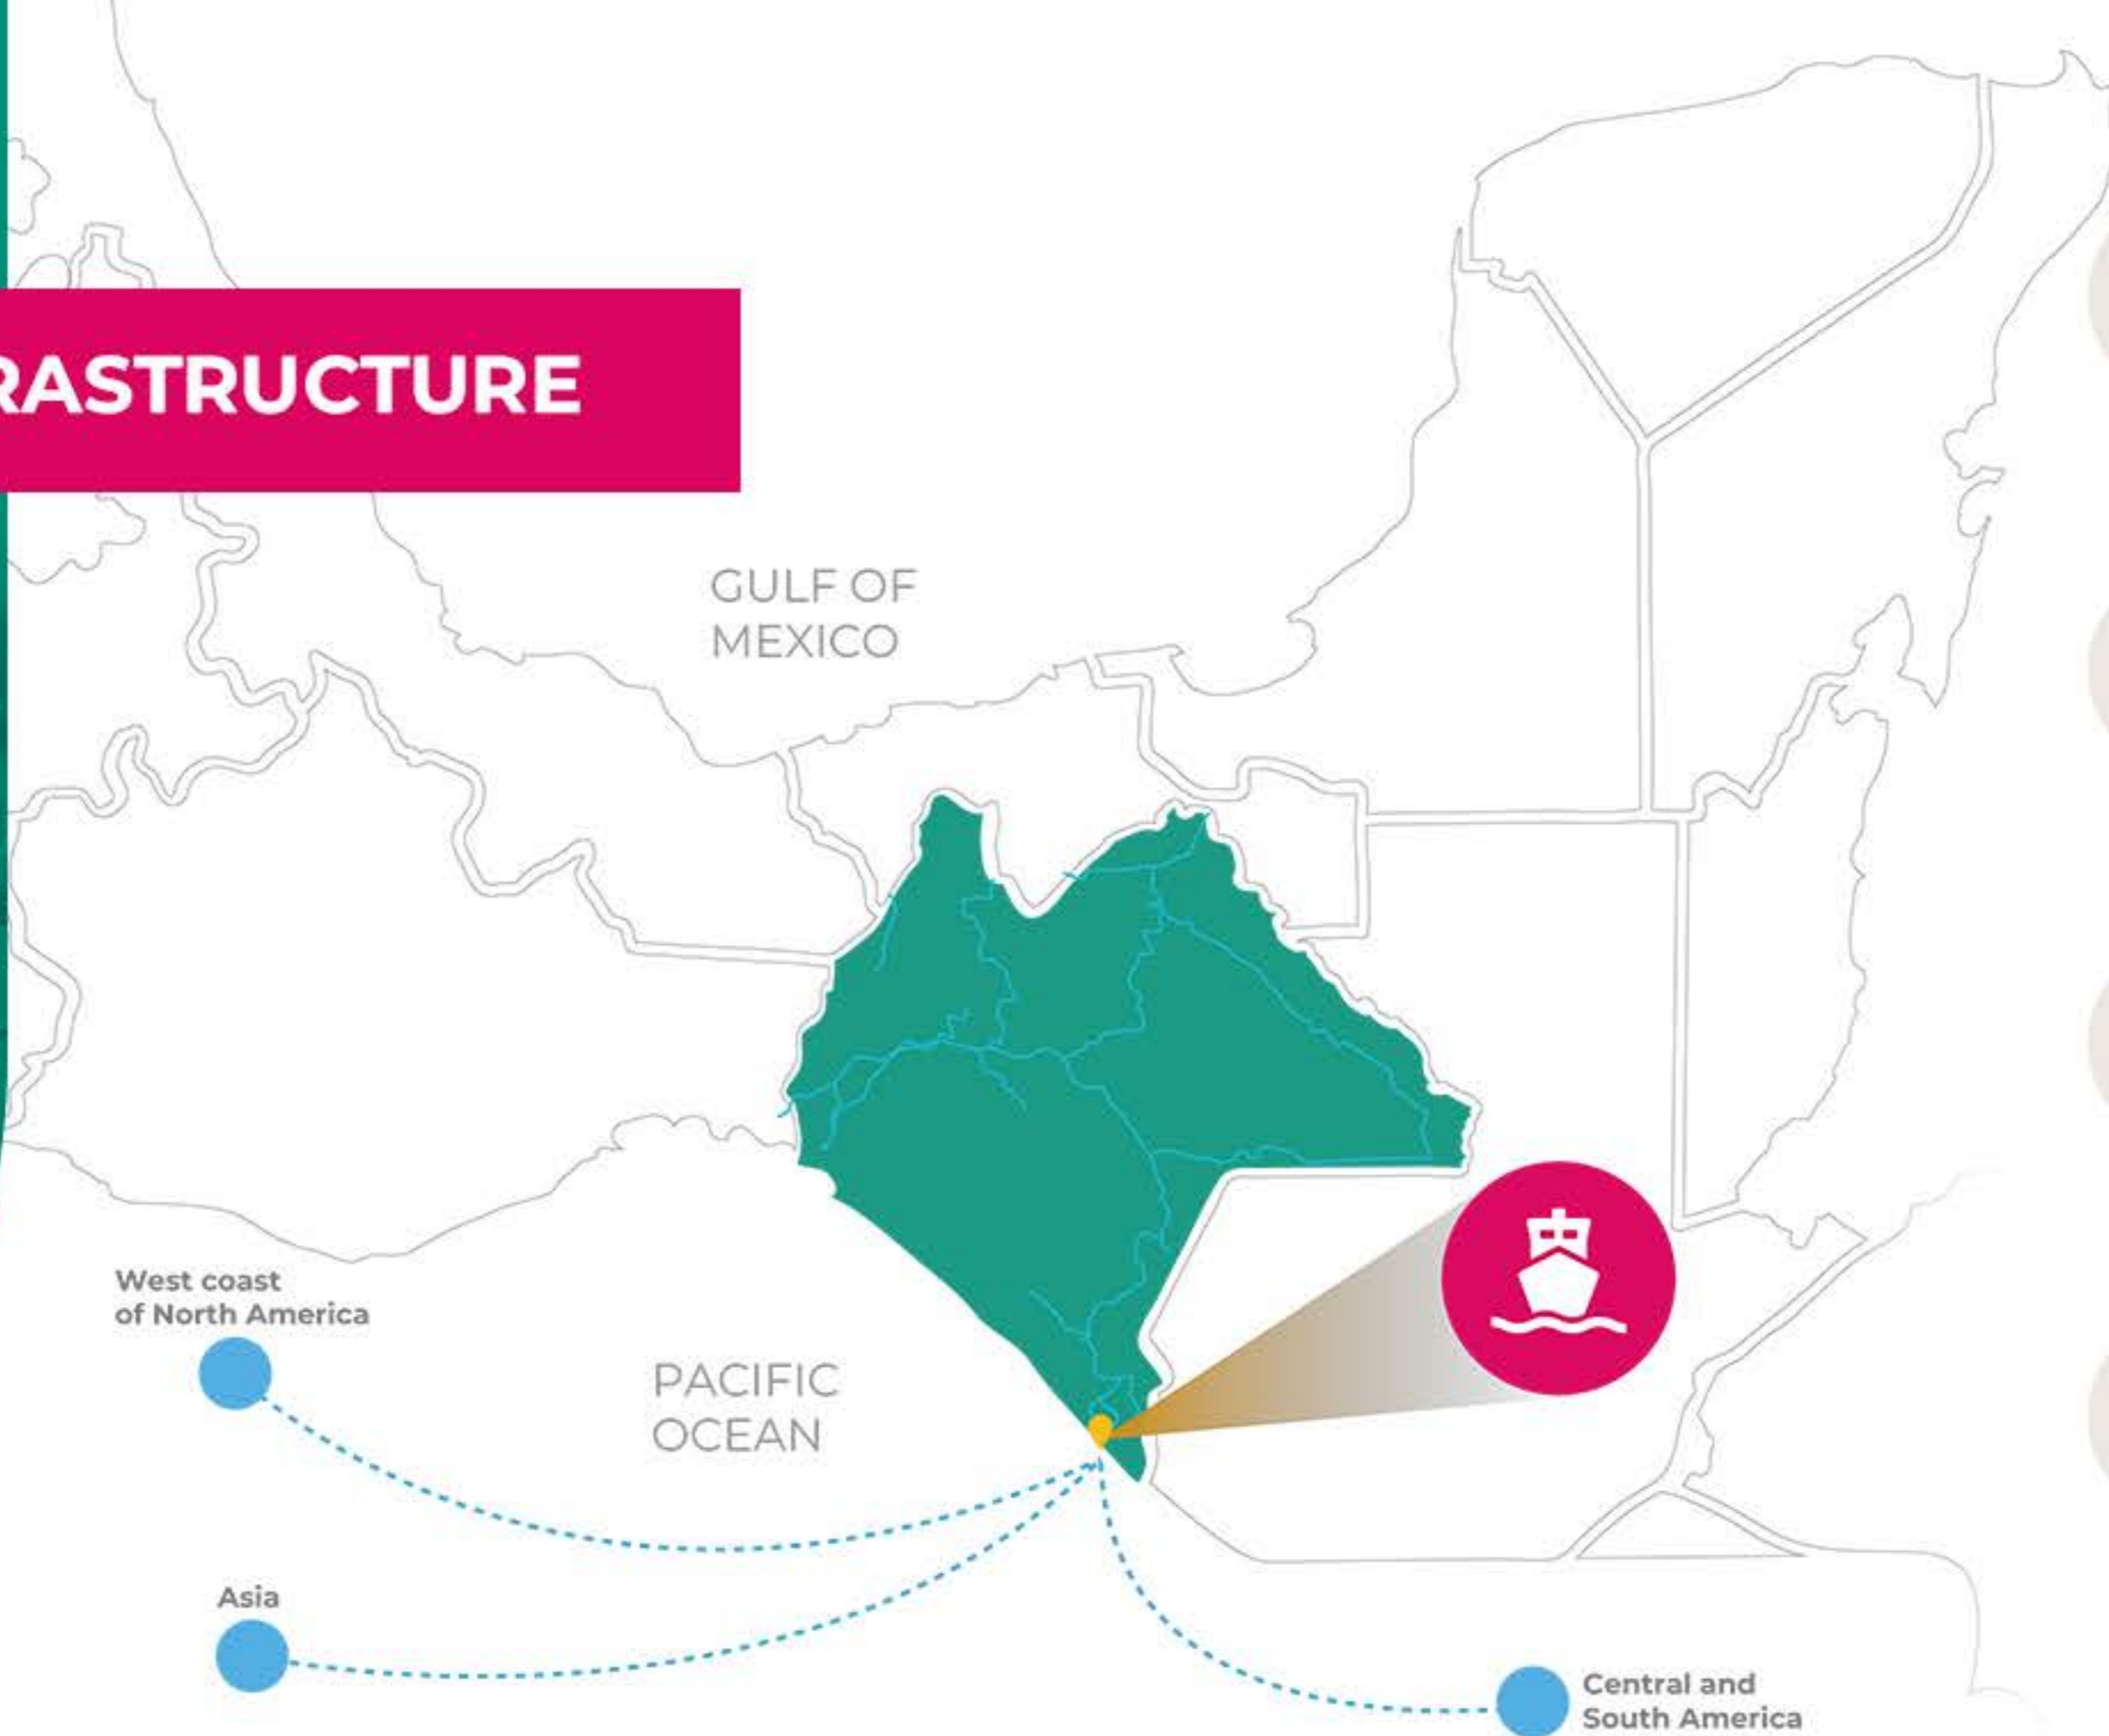 RASTRUCTURE
GULF OF
MEXICO
West coast
of North America
PACIFIC
OCEAN
Asia
Central and
South America